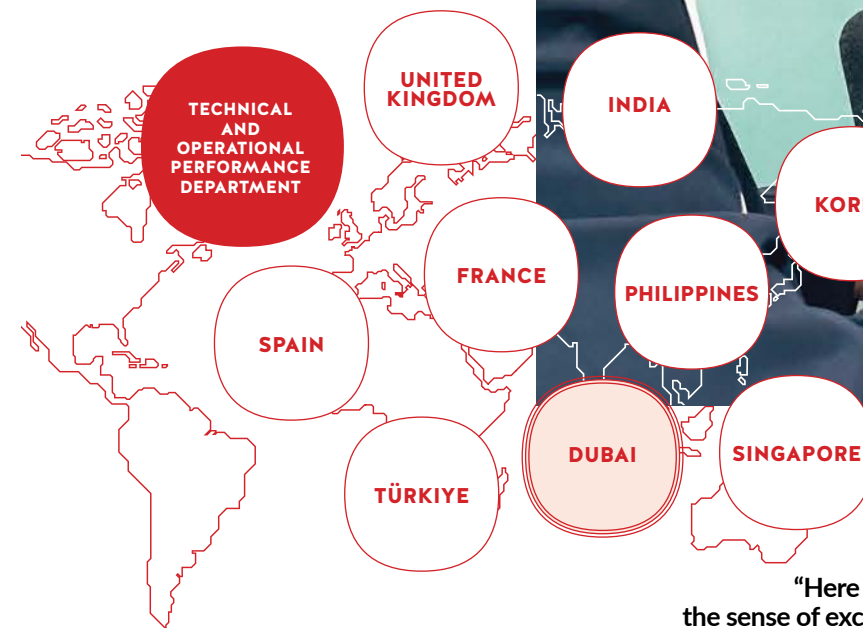 TECHNICAL
AND
OPERATIONAL
PERFORMANCE
DEPARTMENT
UNITED
KINGDOM
INDIA
KOR
FRANCE
PHILIPPINES
SPAIN
DUBAI
SINGAPORE
TÜRKIYE
“Here
the sense of exc